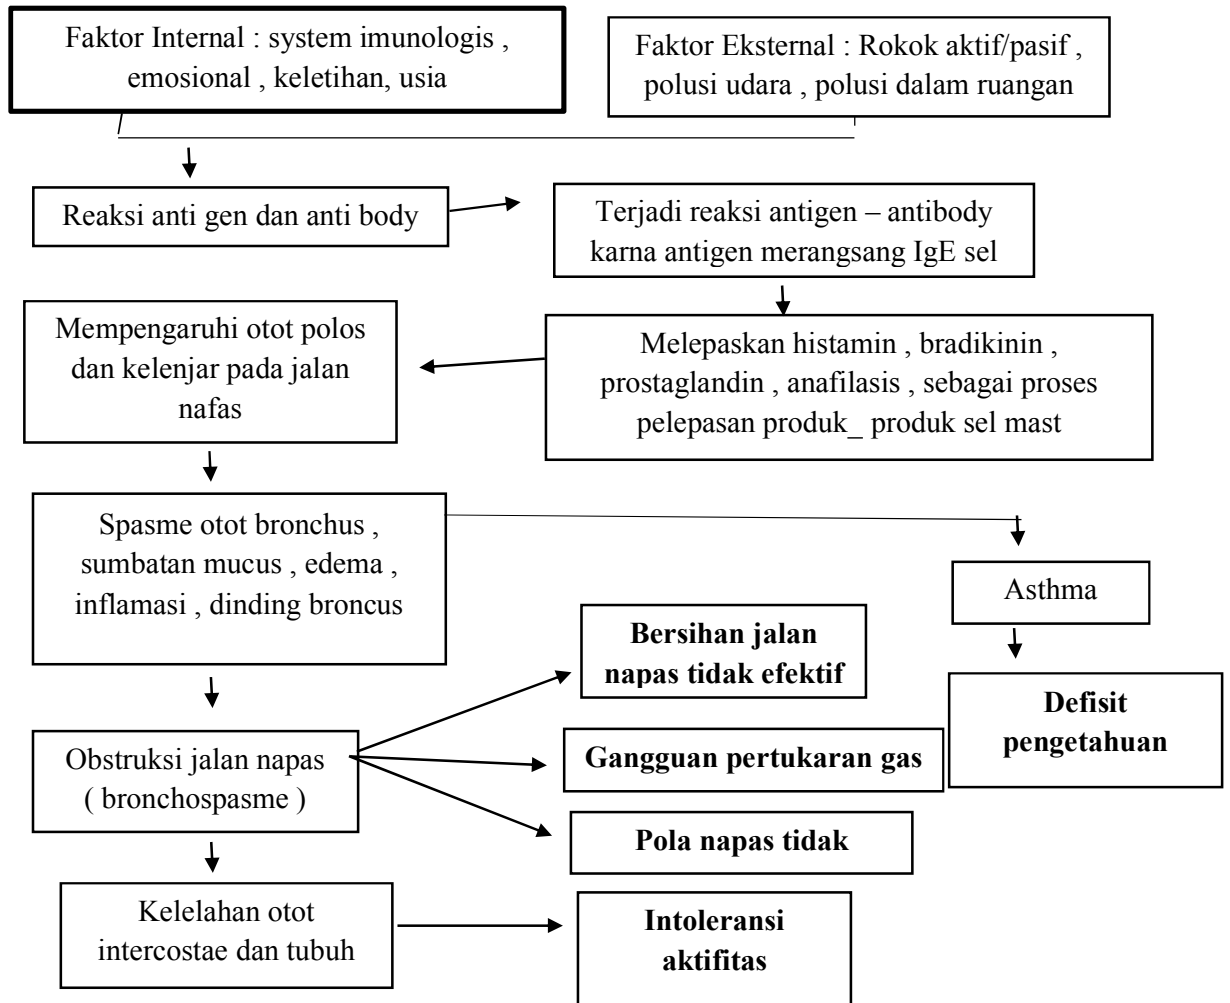 Faktor Internal : system imunologis ,
emosional , keletihan, usia
Faktor Eksternal : Rokok aktif/pasif ,
polusi udara , polusi dalam ruangan
Reaksi anti gen dan anti body
Terjadi reaksi antigen – antibody
karna antigen merangsang IgE sel
Mempengaruhi otot polos
dan kelenjar pada jalan
nafas
Melepaskan histamin , bradikinin ,
prostaglandin , anafilasis , sebagai proses
pelepasan produk_ produk sel mast
Spasme otot bronchus ,
sumbatan mucus , edema ,
inflamasi , dinding broncus
Asthma
Bersihan jalan
napas tidak efektif
Defisit
pengetahuan
Obstruksi jalan napas
( bronchospasme )
Gangguan pertukaran gas
Pola napas tidak
Kelelahan otot
intercostae dan tubuh
Intoleransi
aktifitas